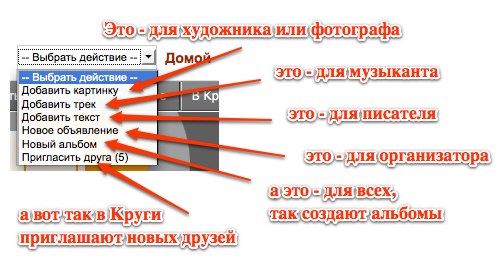 Это - для художника или фотографа
-- Выбрать действие --
Домой
-- Выбрать действие --
это - для музыканта
Добавить картинку
В Кр
Добавить трек
Добавить текст
это - для писателя
Новое объявление
Новый альбом
это - для организатора
Пригласить друга (5)
а это - для всех,
так создают альбомы
а вот так в Круги
приглашают новых друзей